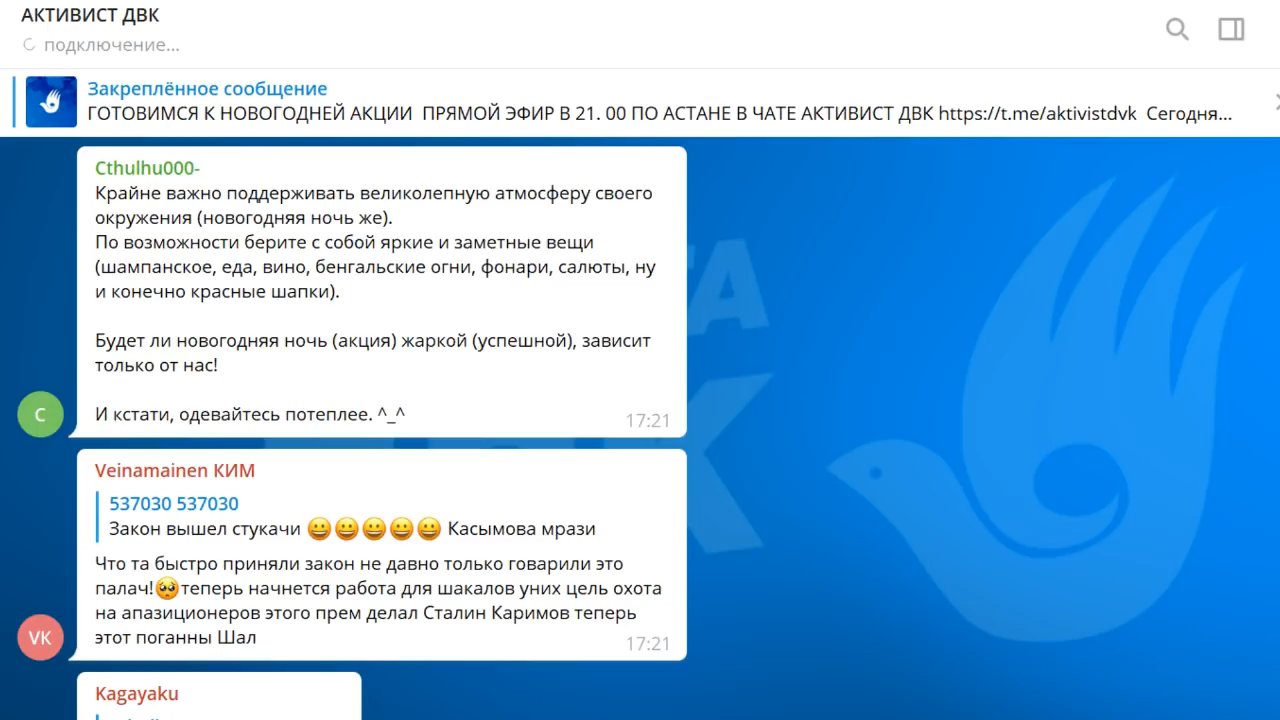 АКТИВИСТ ДВК
подключение...
Закреплённое сообщение
ГОТОВИМСЯ К НОВОГОДНЕЙ АКЦИИ ПРЯМОЙ ЭФИР В 21. 00 ПО АСТАНЕ В ЧАТЕ АКТИВИСТ ДВК https://t.me/aktivistdvk Сегодня...
Cthulhu000-
Крайне важно поддерживать великолепную атмосферу своего
окружения (новогодняя ночь же).
По возможности берите с собой яркие и заметные вещи
(шампанское, еда, вино, бенгальские огни, фонари, салюты, ну
и конечно красные шапки).
Будет ли новогодняя ночь (акция) жаркой (успешной), зависит
только от нас!
И кстати, одевайтесь потеплее. ^_^
17:21
C
Veinamainen КИМ
537030 537030
Закон вышел стукачи 😀😀😀😀😀 Касымова мрази
Что та быстро приняли закон не давно только говарили это
палач!🥺теперь начнется работа для шакалов уних цель охота
на апазиционеров этого прем делал Сталин Каримов теперь
этот поганны Шал
17:21
VK
Kagayaku